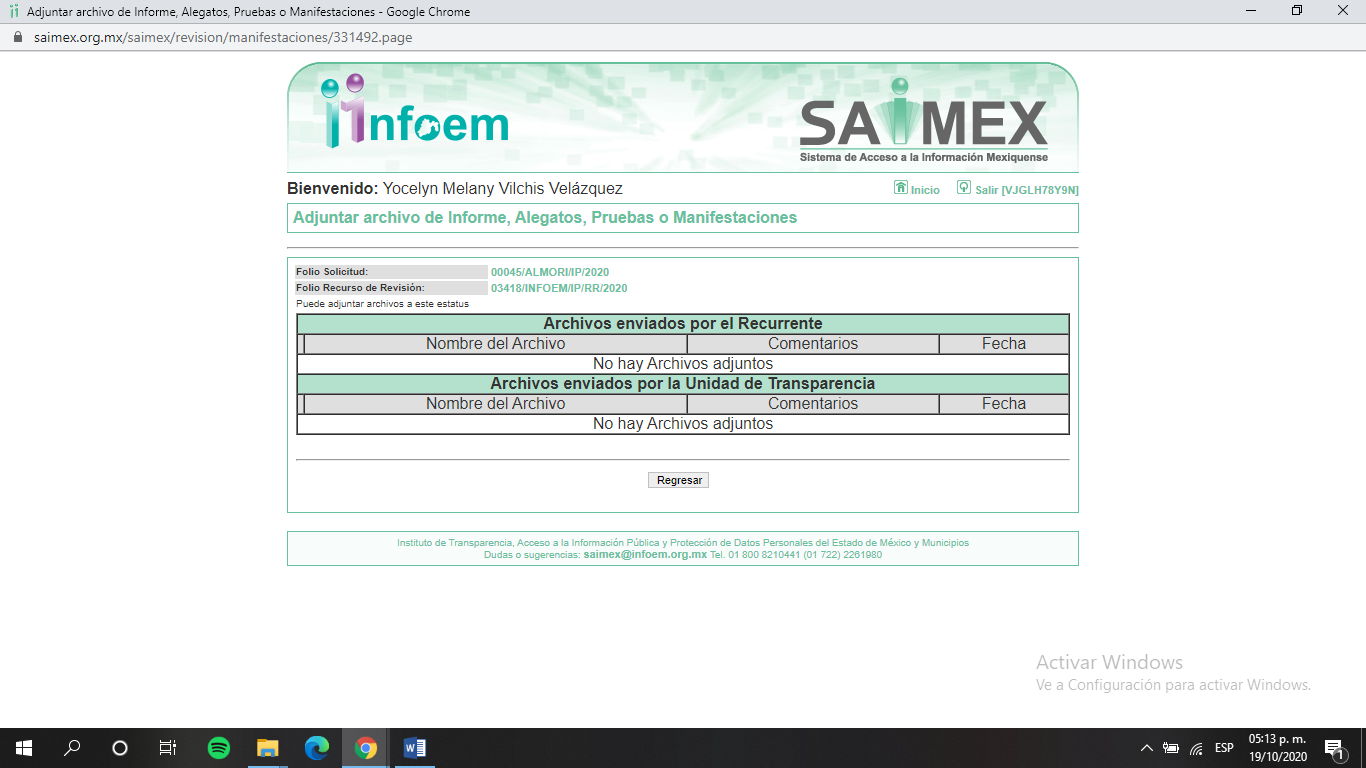 Adjuntar archivo de Informe, Alegatos, Pruebas o Manifestaciones - Google Chrome
saimex.org.mx/saimex/revision/manifestaciones/331492.page
infoem
SAIMEX
Sistema de Acceso a la Información Mexiquense
Bienvenido: Yocelyn Melany Vilchis Velázquez
Inicio Salir [VJGLH78Y9N]
Adjuntar archivo de Informe, Alegatos, Pruebas o Manifestaciones
Folio Solicitud: 00045/ALMORI/IP/2020
Folio Recurso de Revisión: 03418/INFOEM/IP/RR/2020
Puede adjuntar archivos a este estatus
Archivos enviados por el Recurrente
Nombre del Archivo Comentarios Fecha
No hay Archivos adjuntos
Archivos enviados por la Unidad de Transparencia
Nombre del Archivo Comentarios Fecha
No hay Archivos adjuntos
Regresar
Instituto de Transparencia, Acceso a la Información Pública y Protección de Datos Personales del Estado de México y Municipios
Dudas o sugerencias: saimex@infoem.org.mx Tel. 01 800 8210441 (01 722) 2261980
Activar Windows
Ve a Configuración para activar Windows.
ESP
05:13 p. m.
19/10/2020
1